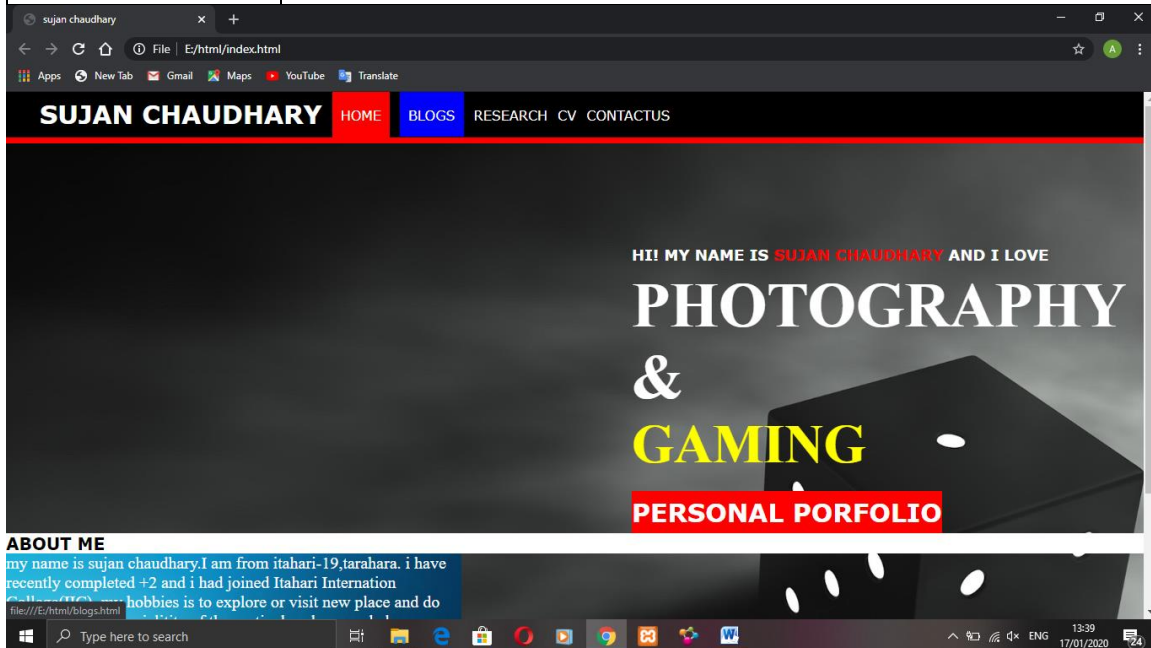 sujan chaudhary
File E:/html/index.html
A
Apps New Tab Gmail Maps YouTube Translate
SUJAN CHAUDHARY HOME BLOGS RESEARCH CV CONTACTUS
HI! MY NAME IS SUJAN CHAUDHARY AND I LOVE
PHOTOGRAPHY
&
GAMING
PERSONAL PORFOLIO
ABOUT ME
my name is sujan chaudhary.I am from itahari-19,tarahara. i have
recently completed +2 and i had joined Itahari Internation
hobbies is to explore or visit new place and do
file:///E:/html/blogs.html
Type here to search
ENG
13:39
17/01/2020
24